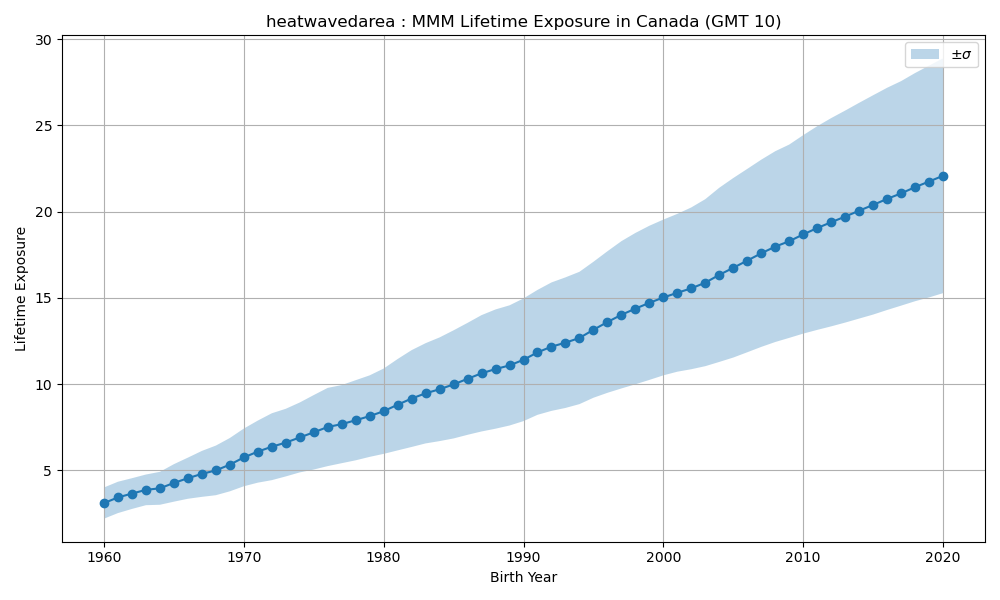 heatwavedarea : MMM Lifetime Exposure in Canada (GMT 10)
±σ
Lifetime Exposure
30
25
20
15
10
5
1960 1970 1980 1990 2000 2010 2020
Birth Year